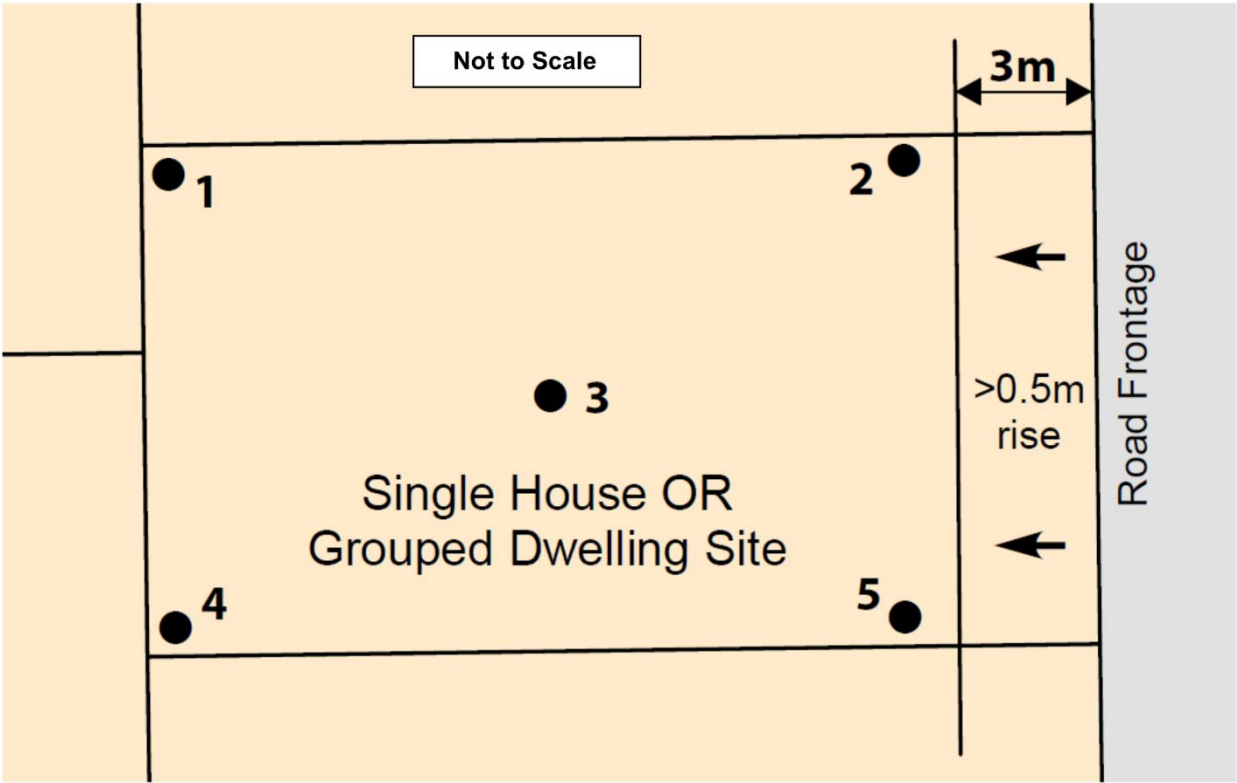 Not to Scale
3m
1
2
>0.5m
rise
3
Single House OR
Grouped Dwelling Site
4
5
Road Frontage